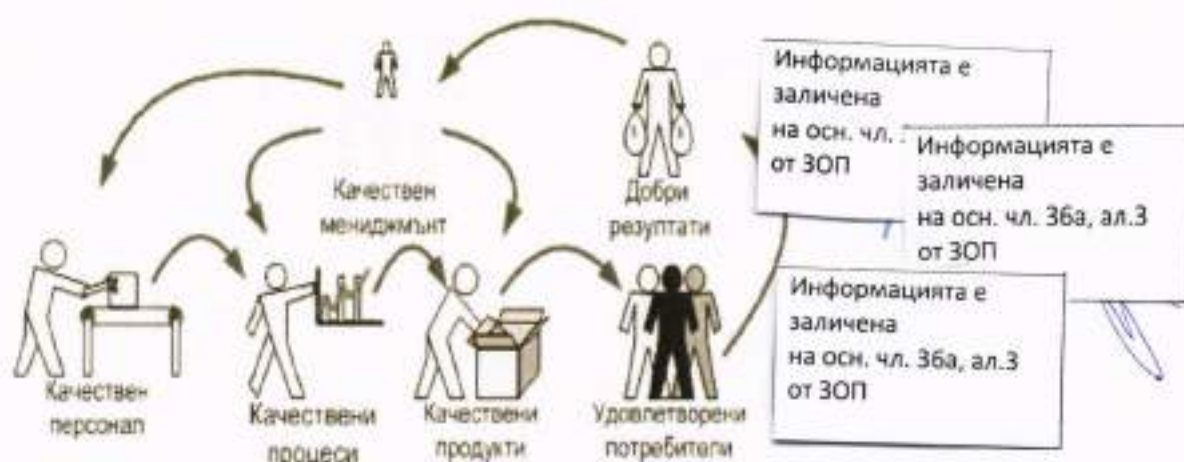 Качествен
мениджмънт
Добри
резултати
Качествен
персонал
Качествени
процеси
Качествени
продукти
Удовлетворени
потребители
Информацията е
заличена
на осн. чл.
от ЗОП
Информацията е
заличена
на осн. чл. 36а, ал.3
от ЗОП
Информацията е
заличена
на осн. чл. 36а, ал.3
от ЗОП